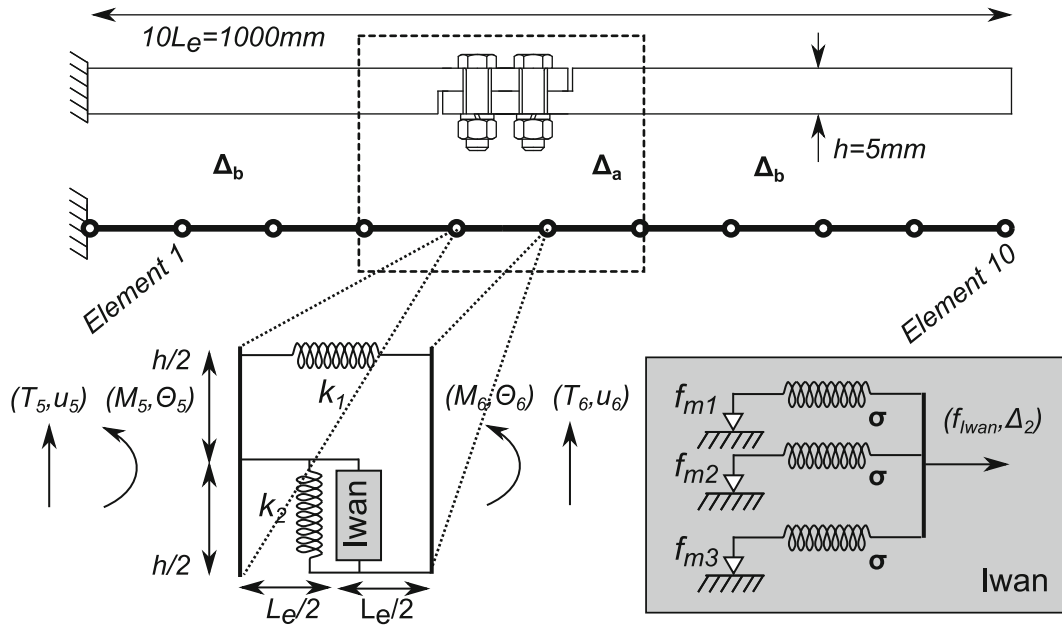 10Lₑ=1000mm
h=5mm
Δb Δa Δb
Element 1
Element 10
h/2
k₁
(T₅,u₅) (M₅,Θ₅) (M₆,Θ₆) (T₆,u₆)
k₂ Iwan
h/2
Lₑ/2 Lₑ/2
fm1 σ
(fIwan,Δ₂)
fm2 σ
fm3 σ
Iwan